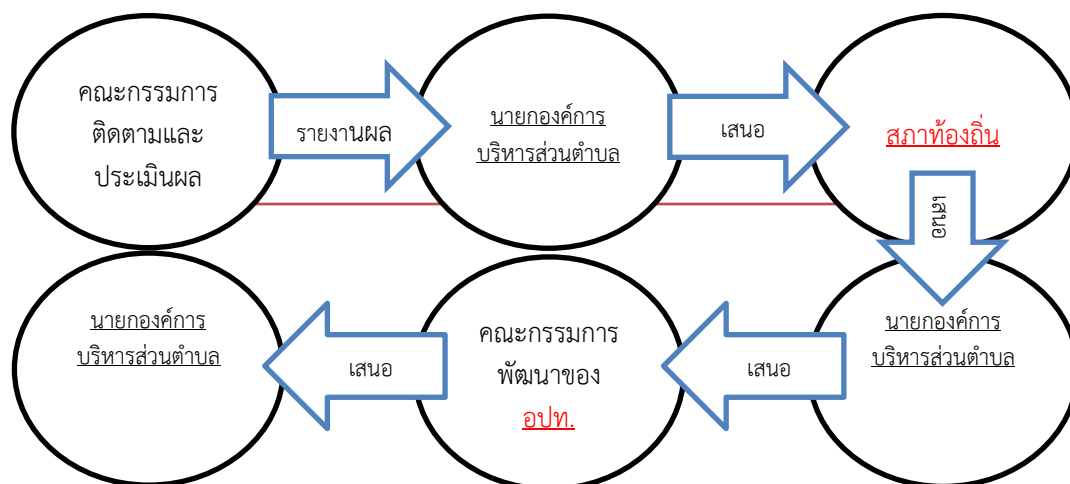 คณะกรรมการ
ติดตามและ
ประเมินผล
รายงานผล
นายกองค์การ
บริหารส่วนตำบล
เสนอ
สภาท้องถิ่น
เสนอ
นายกองค์การ
บริหารส่วนตำบล
เสนอ
คณะกรรมการ
พัฒนาของ
อปท.
เสนอ
นายกองค์การ
บริหารส่วนตำบล